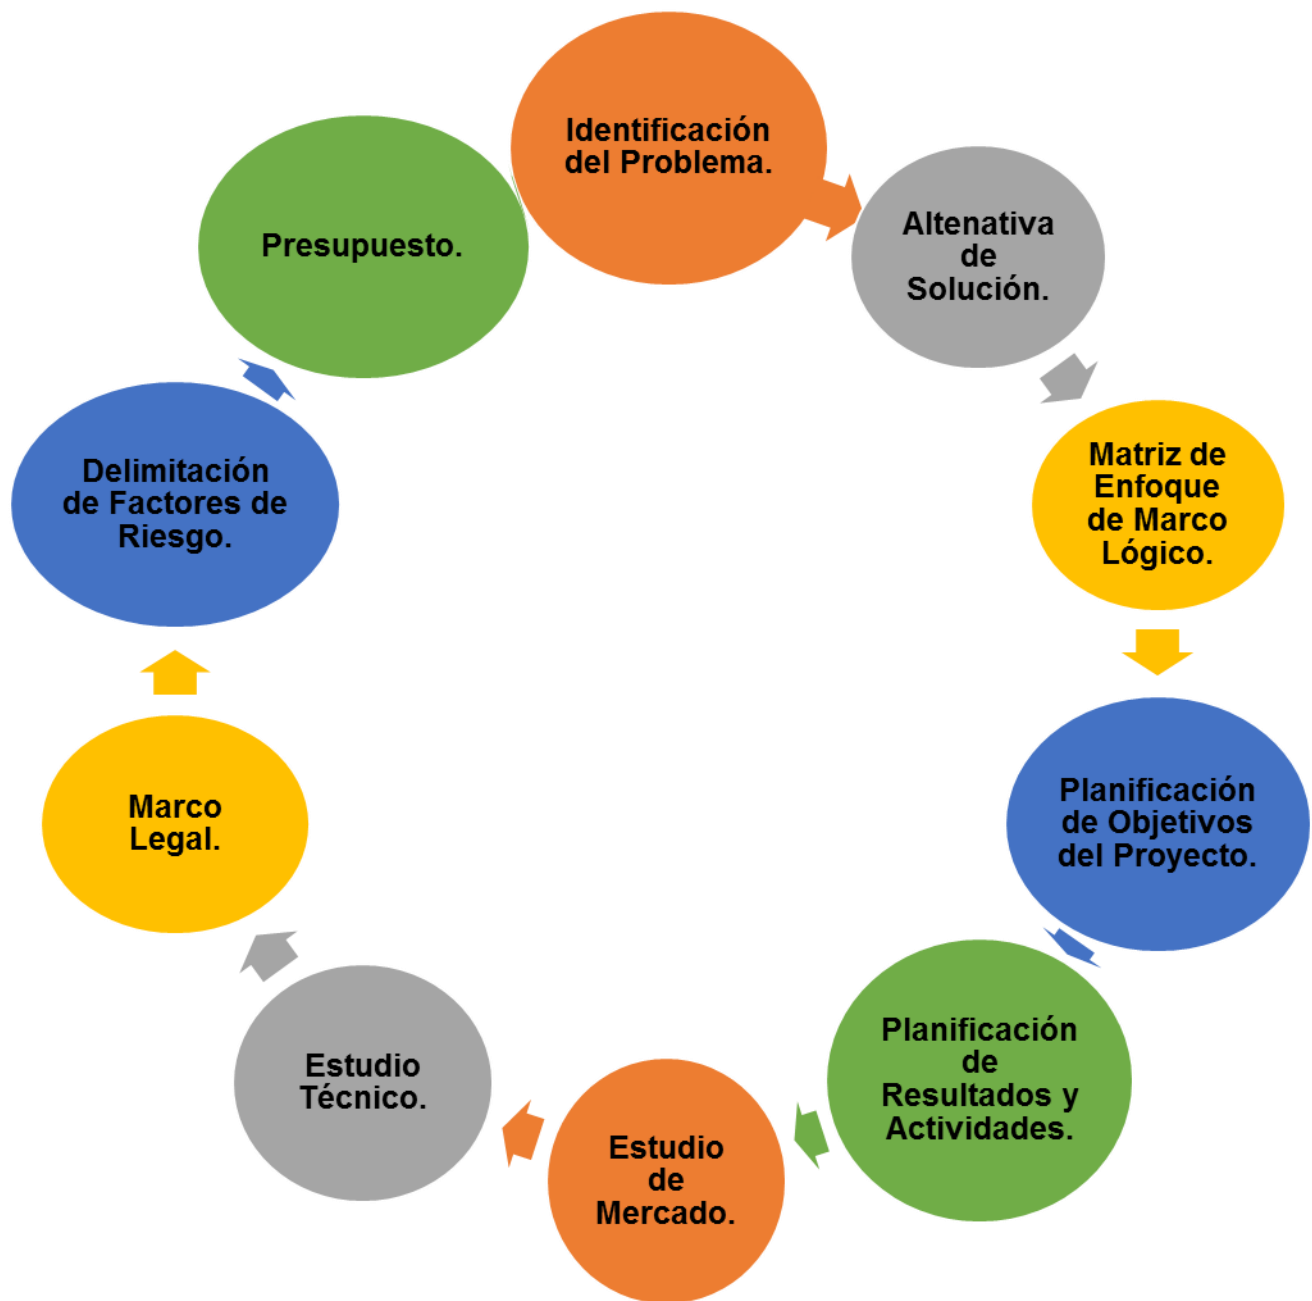 Identificación
del Problema.
Altenativa
de
Solución.
Matriz de
Enfoque
de Marco
Lógico.
Planificación
de Objetivos
del Proyecto.
Planificación
de
Resultados y
Actividades.
Estudio
de
Mercado.
Estudio
Técnico.
Marco
Legal.
Delimitación
de Factores de
Riesgo.
Presupuesto.